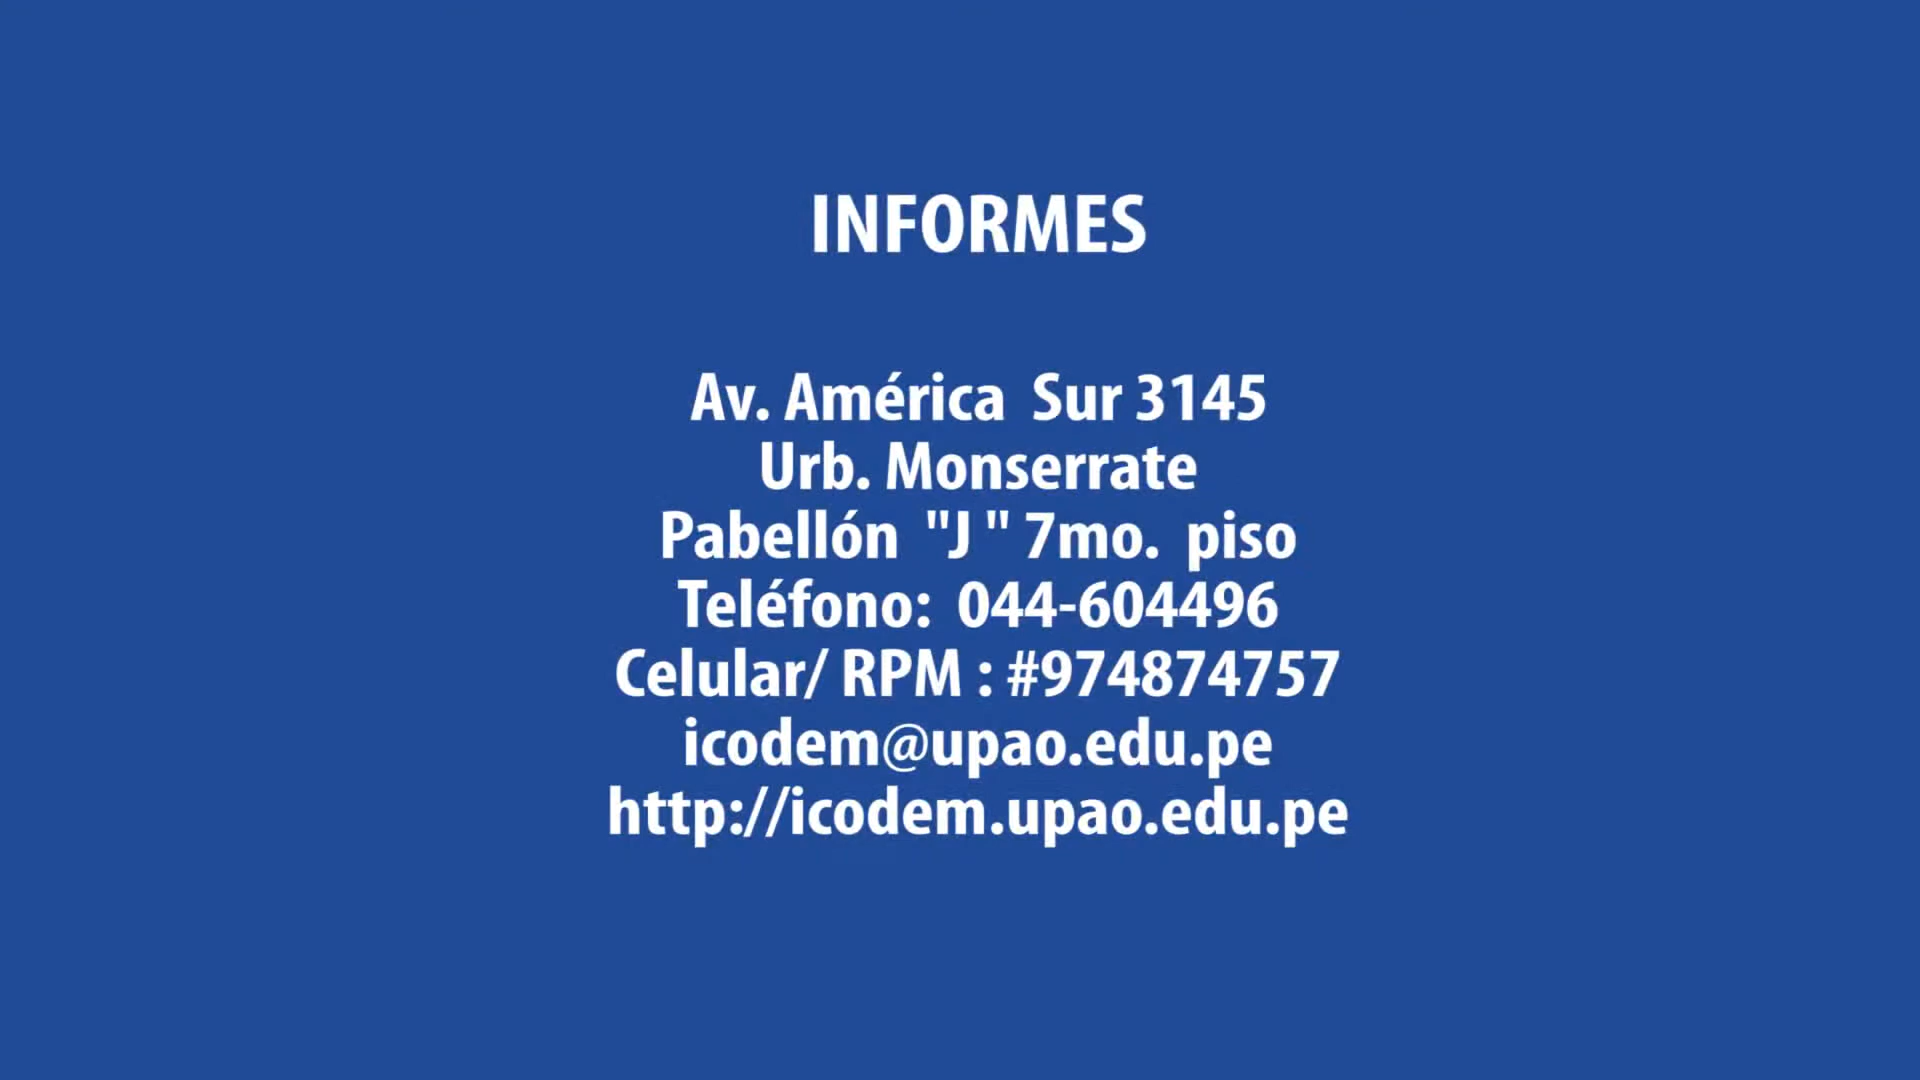 INFORMES
Av. América  Sur 3145
Urb. Monserrate
Pabellón  "J " 7mo.  piso
Teléfono:  044-604496
Celular/ RPM : #974874757
icodem@upao.edu.pe
http://icodem.upao.edu.pe